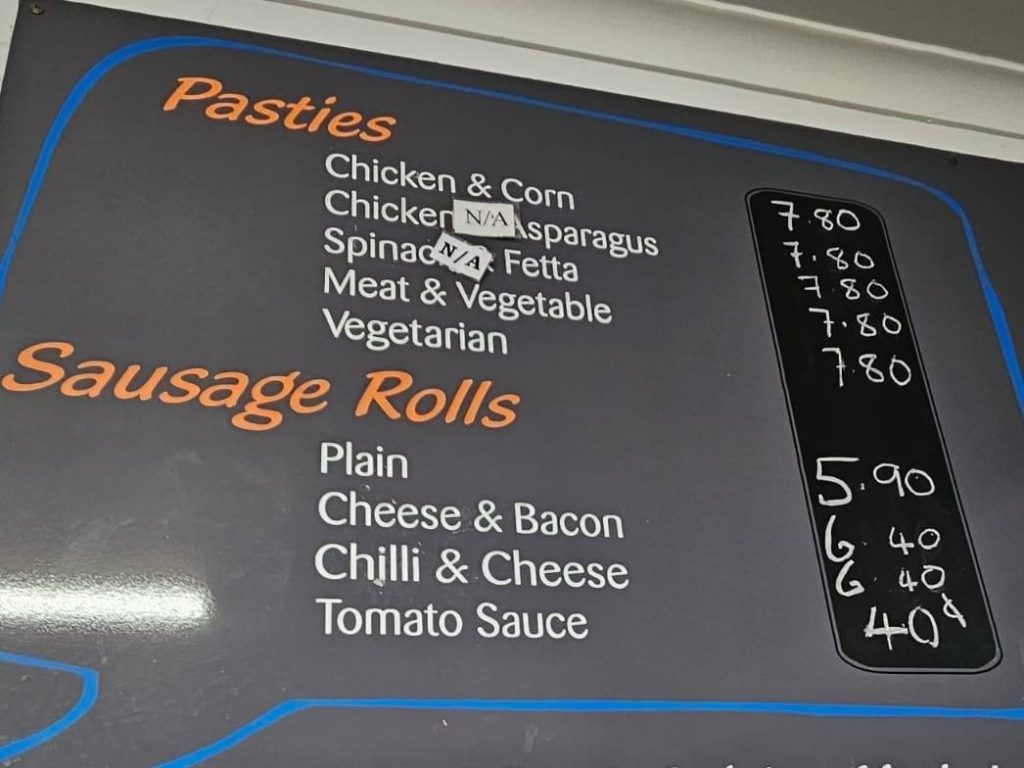 Pasties
Chicken & Corn 7.80
Chicken N/A Asparagus 7.80
Spinac N/A & Fetta 7.80
Meat & Vegetable 7.80
Vegetarian 7.80
Sausage Rolls
Plain 5.90
Cheese & Bacon 6.40
Chilli & Cheese 6.40
Tomato Sauce 40¢